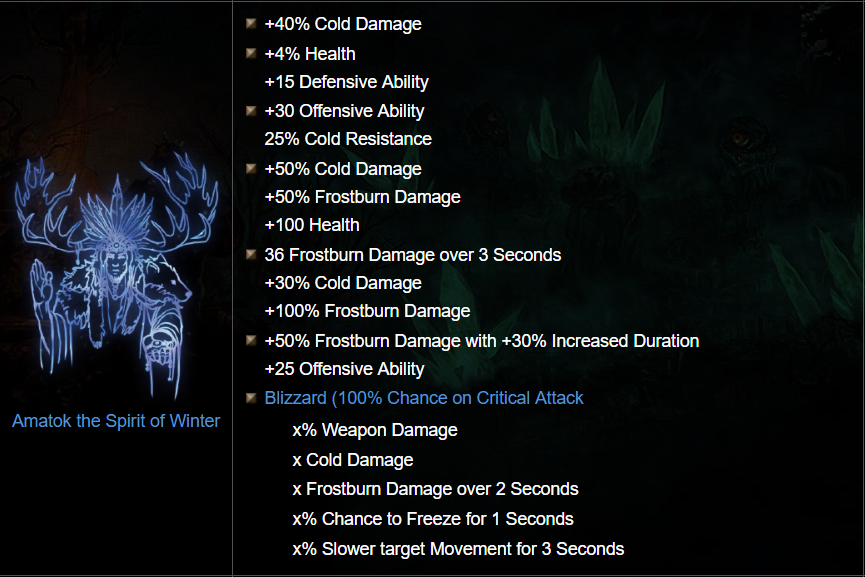 +40% Cold Damage
+4% Health
+15 Defensive Ability
+30 Offensive Ability
25% Cold Resistance
+50% Cold Damage
+50% Frostburn Damage
+100 Health
36 Frostburn Damage over 3 Seconds
+30% Cold Damage
+100% Frostburn Damage
+50% Frostburn Damage with +30% Increased Duration
+25 Offensive Ability
Blizzard (100% Chance on Critical Attack
x% Weapon Damage
x Cold Damage
x Frostburn Damage over 2 Seconds
x% Chance to Freeze for 1 Seconds
x% Slower target Movement for 3 Seconds
Amatok the Spirit of Winter